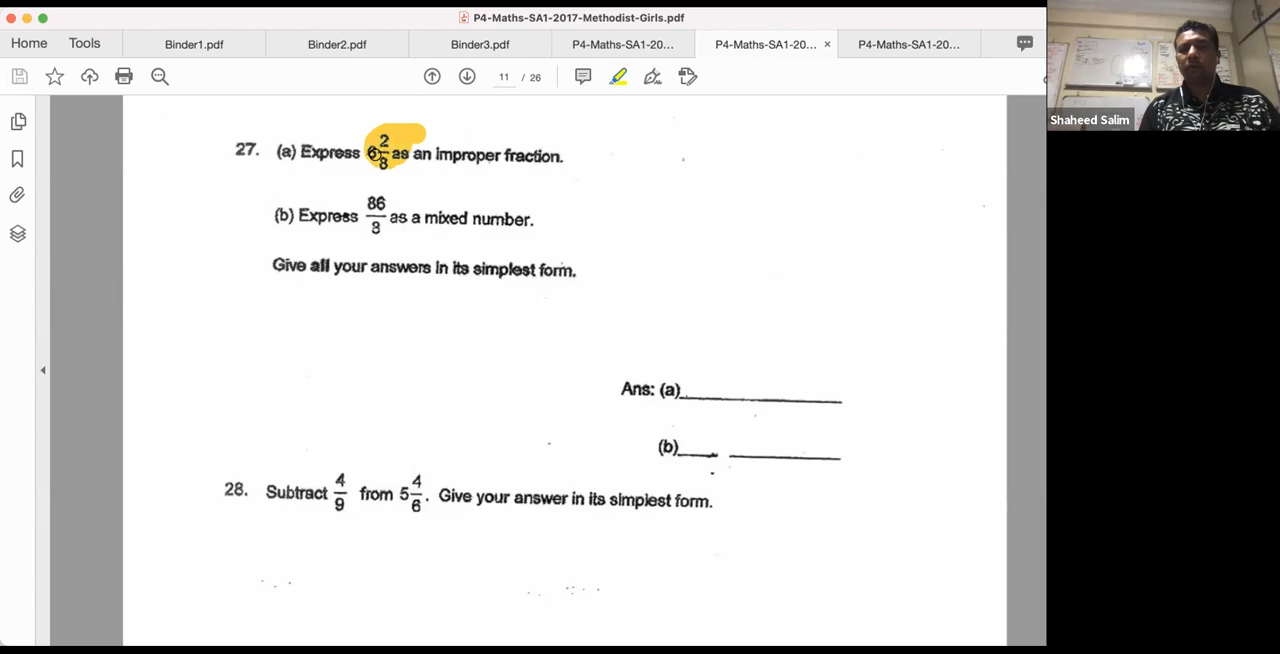 P4-Maths-SA1-2017-Methodist-Girls.pdf
Home Tools Binder1.pdf Binder2.pdf Binder3.pdf P4-Maths-SA1-20... P4-Maths-SA1-20... × P4-Maths-SA1-20...
11 / 26
Shaheed Salim
27. (a) Express 6 2/8 as an improper fraction.
(b) Express 86/8 as a mixed number.
Give all your answers in its simplest form.
Ans: (a)
(b)
28. Subtract 4/9 from 5 4/6. Give your answer in its simplest form.